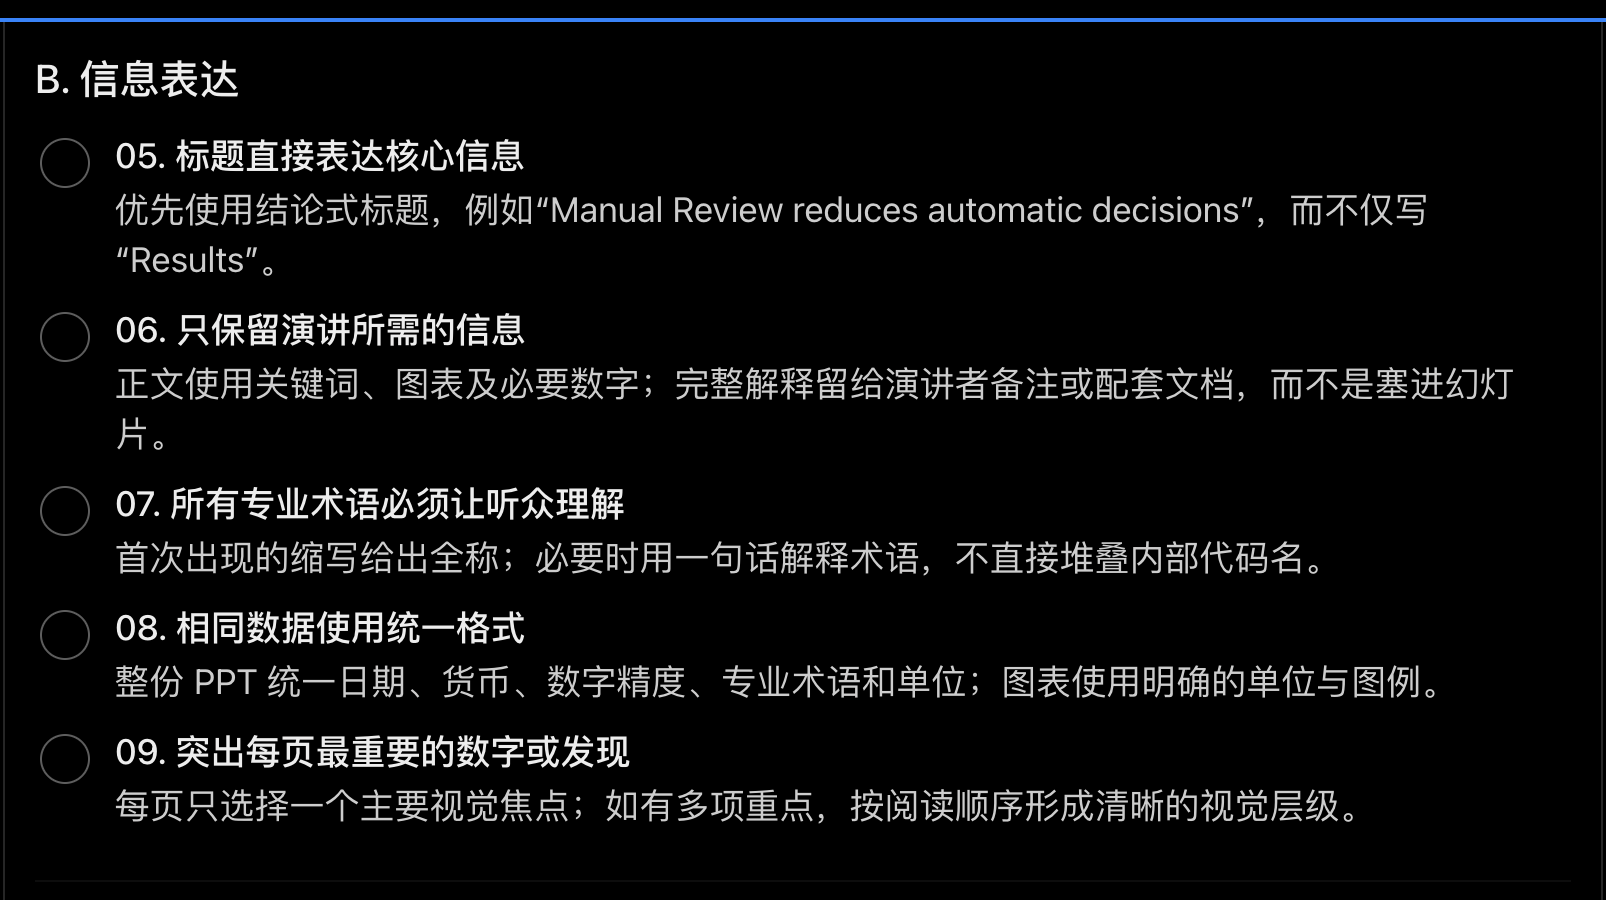 B. 信息表达
05. 标题直接表达核心信息
优先使用结论式标题，例如“Manual Review reduces automatic decisions”，而不仅写
“Results”。
06. 只保留演讲所需的信息
正文使用关键词、图表及必要数字；完整解释留给演讲者备注或配套文档，而不是塞进幻灯
片。
07. 所有专业术语必须让听众理解
首次出现的缩写给出全称；必要时用一句话解释术语，不直接堆叠内部代码名。
08. 相同数据使用统一格式
整份 PPT 统一日期、货币、数字精度、专业术语和单位；图表使用明确的单位与图例。
09. 突出每页最重要的数字或发现
每页只选择一个主要视觉焦点；如有多项重点，按阅读顺序形成清晰的视觉层级。